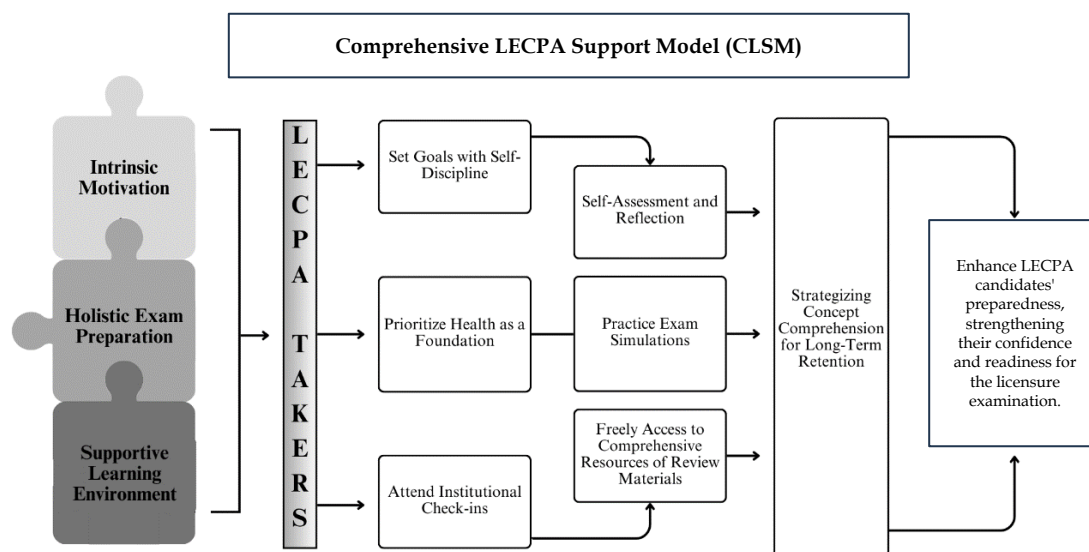 Comprehensive LECPA Support Model (CLSM)
Intrinsic
Motivation
Holistic Exam
Preparation
Supportive
Learning
Environment
LECPA TAKERS
Set Goals with Self-
Discipline
Self-Assessment and
Reflection
Prioritize Health as a
Foundation
Practice Exam
Simulations
Attend Institutional
Check-ins
Freely Access to
Comprehensive
Resources of Review
Materials
Strategizing
Concept
Comprehension
for Long-Term
Retention
Enhance LECPA
candidates'
preparedness,
strengthening
their confidence
and readiness for
the licensure
examination.